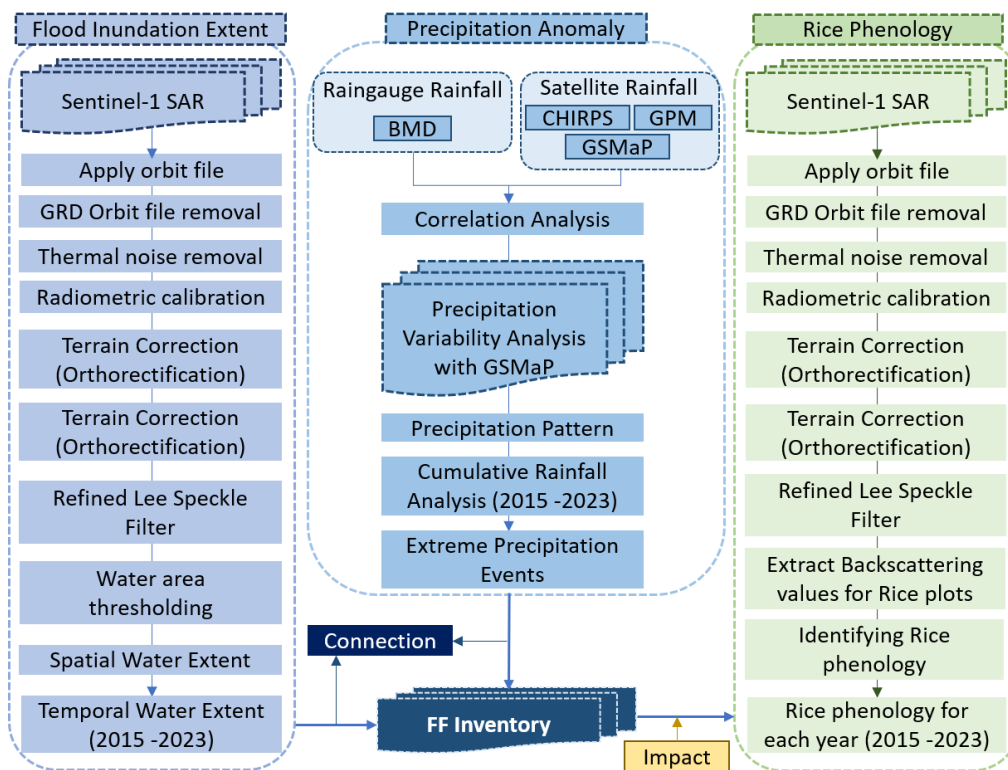 Flood Inundation Extent
Sentinel-1 SAR
Apply orbit file
GRD Orbit file removal
Thermal noise removal
Radiometric calibration
Terrain Correction
(Orthorectification)
Terrain Correction
(Orthorectification)
Refined Lee Speckle
Filter
Water area
thresholding
Spatial Water Extent
Temporal Water Extent
(2015 -2023)
Precipitation Anomaly
Raingauge Rainfall
BMD
Satellite Rainfall
CHIRPS
GPM
GSMaP
Correlation Analysis
Precipitation
Variability Analysis
with GSMaP
Precipitation Pattern
Cumulative Rainfall
Analysis (2015 -2023)
Extreme Precipitation
Events
Connection
FF Inventory
Impact
Rice Phenology
Sentinel-1 SAR
Apply orbit file
GRD Orbit file removal
Thermal noise removal
Radiometric calibration
Terrain Correction
(Orthorectification)
Terrain Correction
(Orthorectification)
Refined Lee Speckle
Filter
Extract Backscattering
values for Rice plots
Identifying Rice
phenology
Rice phenology for
each year (2015 -2023)